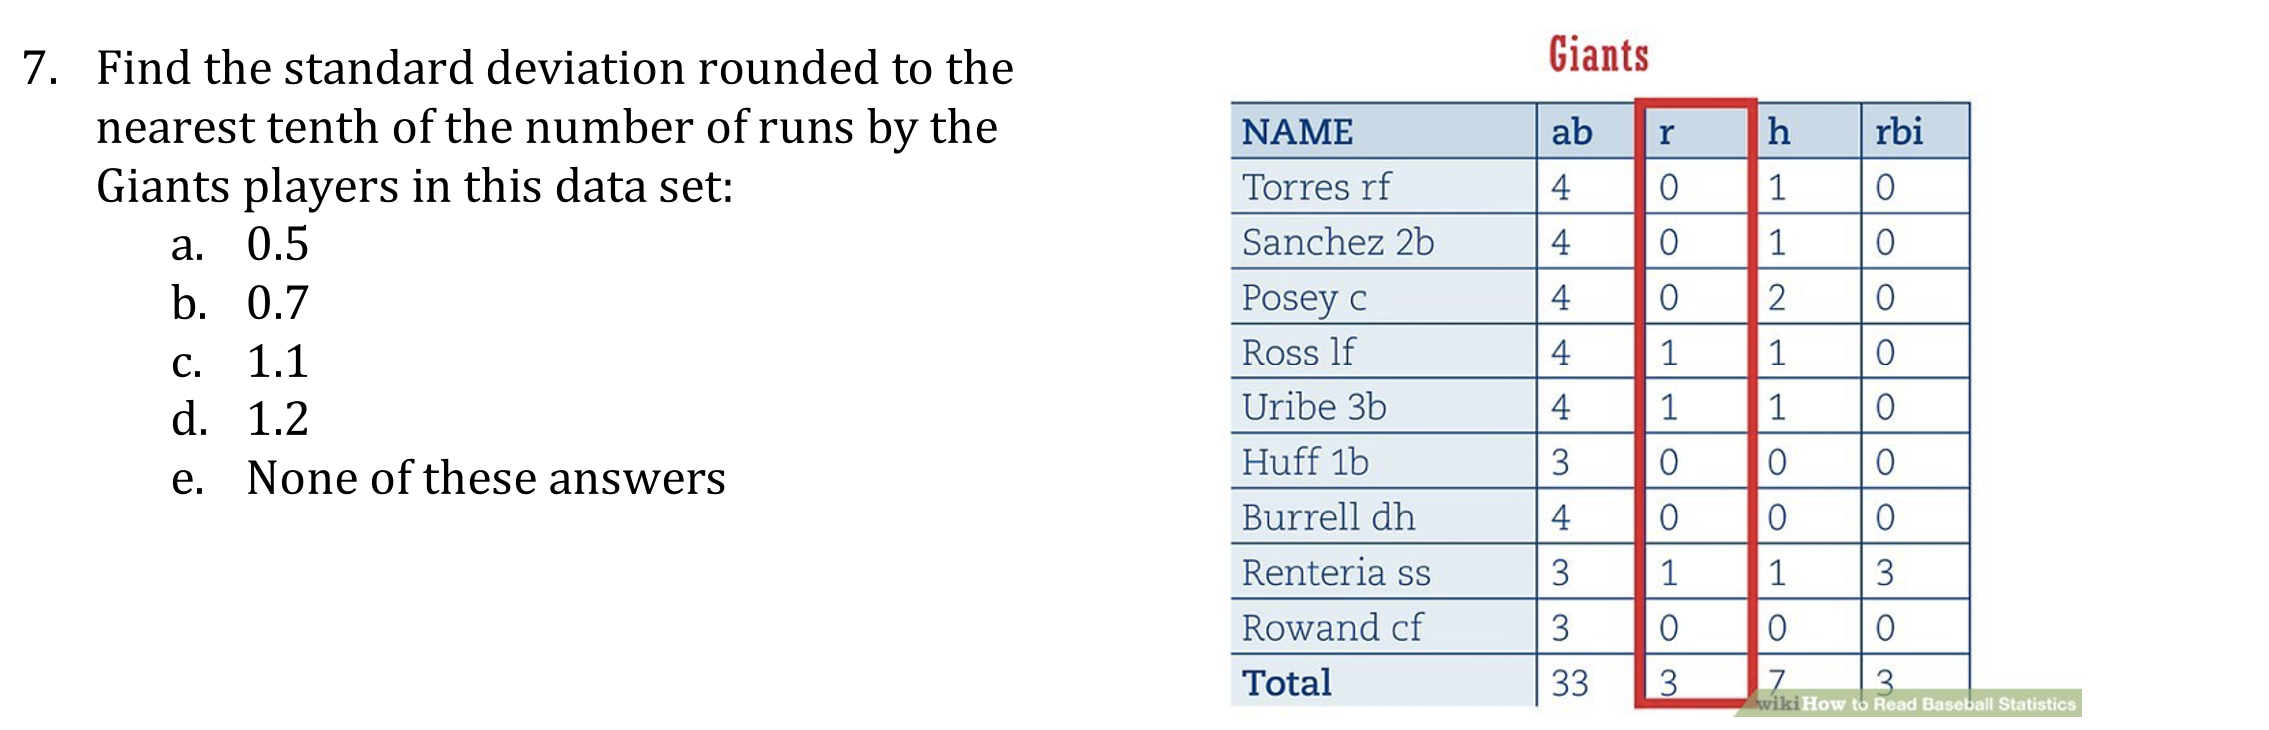 7. Find the standard deviation rounded to the
nearest tenth of the number of runs by the
Giants players in this data set:
a. 0.5
b. 0.7
c. 1.1
d. 1.2
e. None of these answers
Giants
NAME ab r h rbi
Torres rf 4 0 1 0
Sanchez 2b 4 0 1 0
Posey c 4 0 2 0
Ross lf 4 1 1 0
Uribe 3b 4 1 1 0
Huff 1b 3 0 0 0
Burrell dh 4 0 0 0
Renteria ss 3 1 1 3
Rowand cf 3 0 0 0
Total 33 3 7 3
wikiHow to Read Baseball Statistics